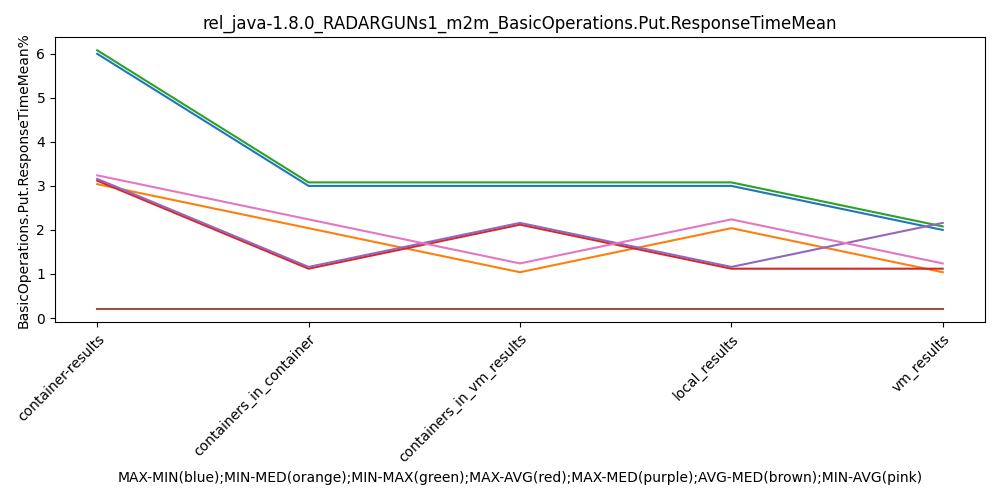 rel_java-1.8.0_RADARGUNs1_m2m_BasicOperations.Put.ResponseTimeMean
BasicOperations.Put.ResponseTimeMean%
6
5
4
3
2
1
0
container-results
containers_in_container
containers_in_vm_results
local_results
vm_results
MAX-MIN(blue);MIN-MED(orange);MIN-MAX(green);MAX-AVG(red);MAX-MED(purple);AVG-MED(brown);MIN-AVG(pink)